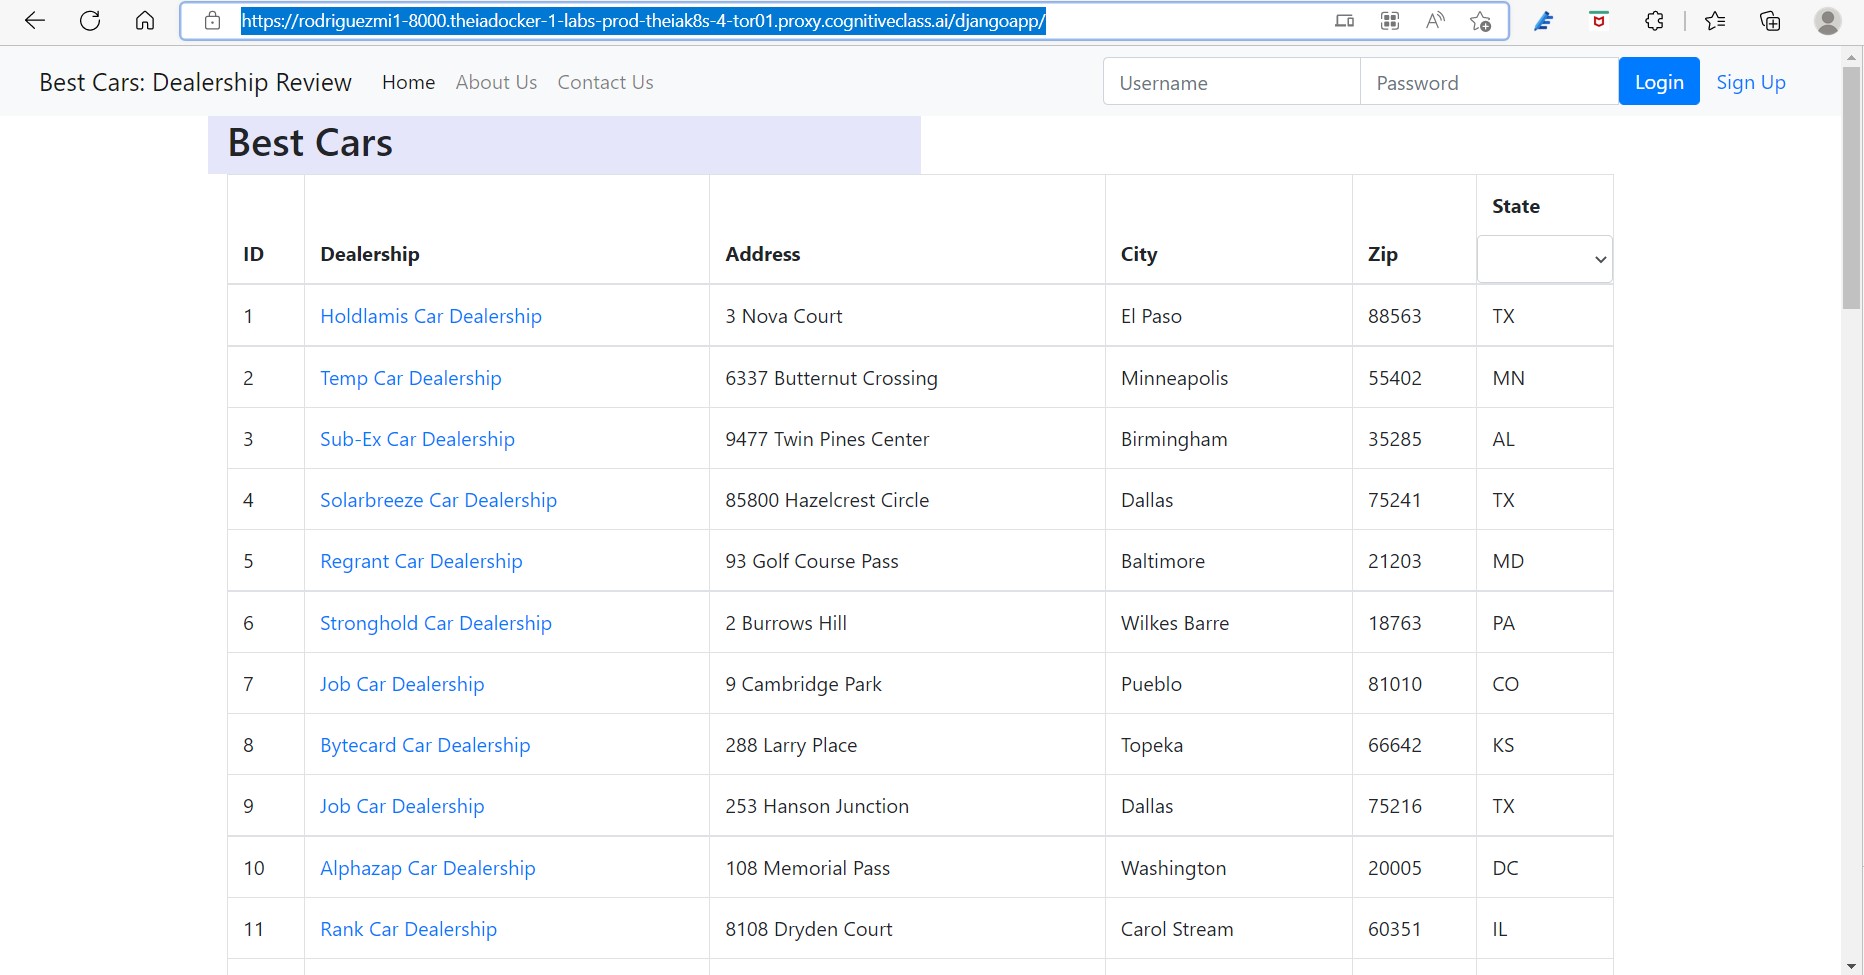 https://rodriguezmi1-8000.theiadocker-1-labs-prod-theiak8s-4-tor01.proxy.cognitiveclass.ai/djangoapp/
Best Cars: Dealership Review Home About Us Contact Us Username Password Login Sign Up
Best Cars
State
ID Dealership Address City Zip
1 Holdlamis Car Dealership 3 Nova Court El Paso 88563 TX
2 Temp Car Dealership 6337 Butternut Crossing Minneapolis 55402 MN
3 Sub-Ex Car Dealership 9477 Twin Pines Center Birmingham 35285 AL
4 Solarbreeze Car Dealership 85800 Hazelcrest Circle Dallas 75241 TX
5 Regrant Car Dealership 93 Golf Course Pass Baltimore 21203 MD
6 Stronghold Car Dealership 2 Burrows Hill Wilkes Barre 18763 PA
7 Job Car Dealership 9 Cambridge Park Pueblo 81010 CO
8 Bytecard Car Dealership 288 Larry Place Topeka 66642 KS
9 Job Car Dealership 253 Hanson Junction Dallas 75216 TX
10 Alphazap Car Dealership 108 Memorial Pass Washington 20005 DC
11 Rank Car Dealership 8108 Dryden Court Carol Stream 60351 IL